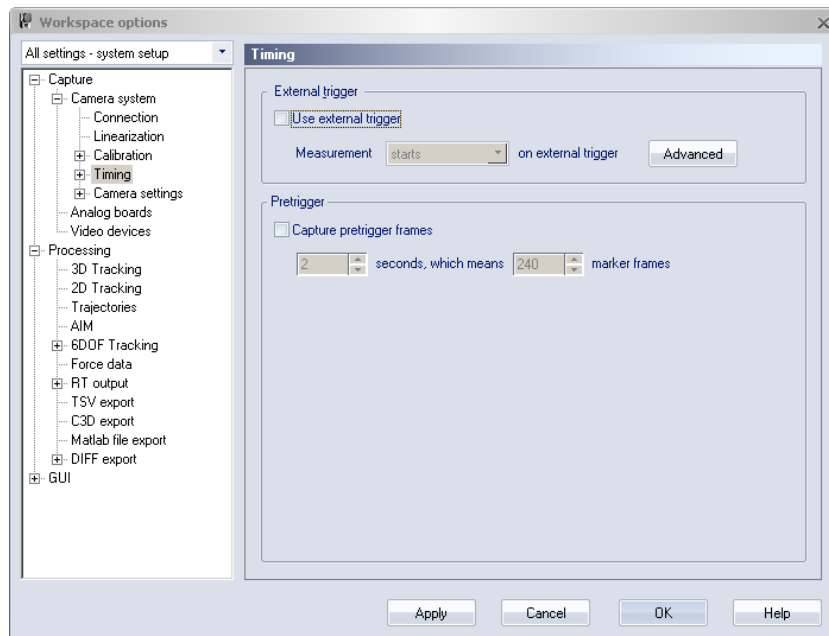 Workspace options
All settings - system setup
Capture
Camera system
Connection
Linearization
Calibration
Timing
Camera settings
Analog boards
Video devices
Processing
3D Tracking
2D Tracking
Trajectories
AIM
6DOF Tracking
Force data
RT output
TSV export
C3D export
Matlab file export
DIFF export
GUI
Timing
External trigger
Use external trigger
Measurement starts on external trigger Advanced
Pretrigger
Capture pretrigger frames
2 seconds, which means 240 marker frames
Apply Cancel OK Help